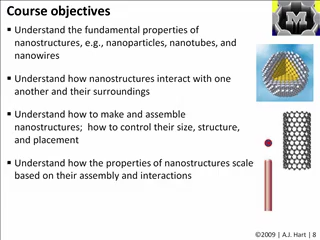 Course objectives
▪ Understand the fundamental properties of
nanostructures, e.g., nanoparticles, nanotubes, and
nanowires
▪ Understand how nanostructures interact with one
another and their surroundings
▪ Understand how to make and assemble
nanostructures; how to control their size, structure,
and placement
▪ Understand how the properties of nanostructures scale
based on their assembly and interactions
M
©2009 | A.J. Hart | 8